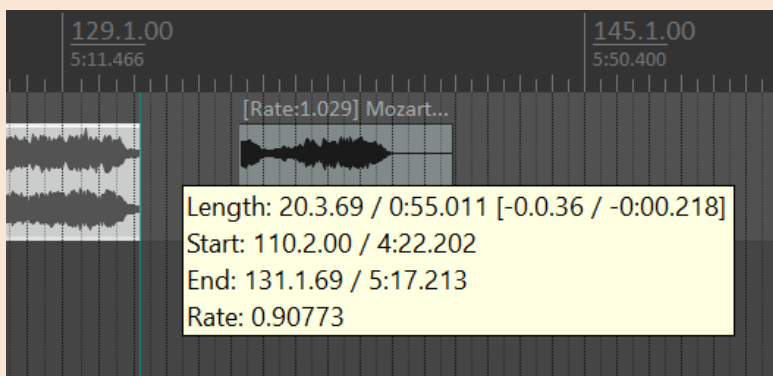 129.1.00
5:11.466
145.1.00
5:50.400
[Rate:1.029] Mozart...
Length: 20.3.69 / 0:55.011 [-0.0.36 / -0:00.218]
Start: 110.2.00 / 4:22.202
End: 131.1.69 / 5:17.213
Rate: 0.90773